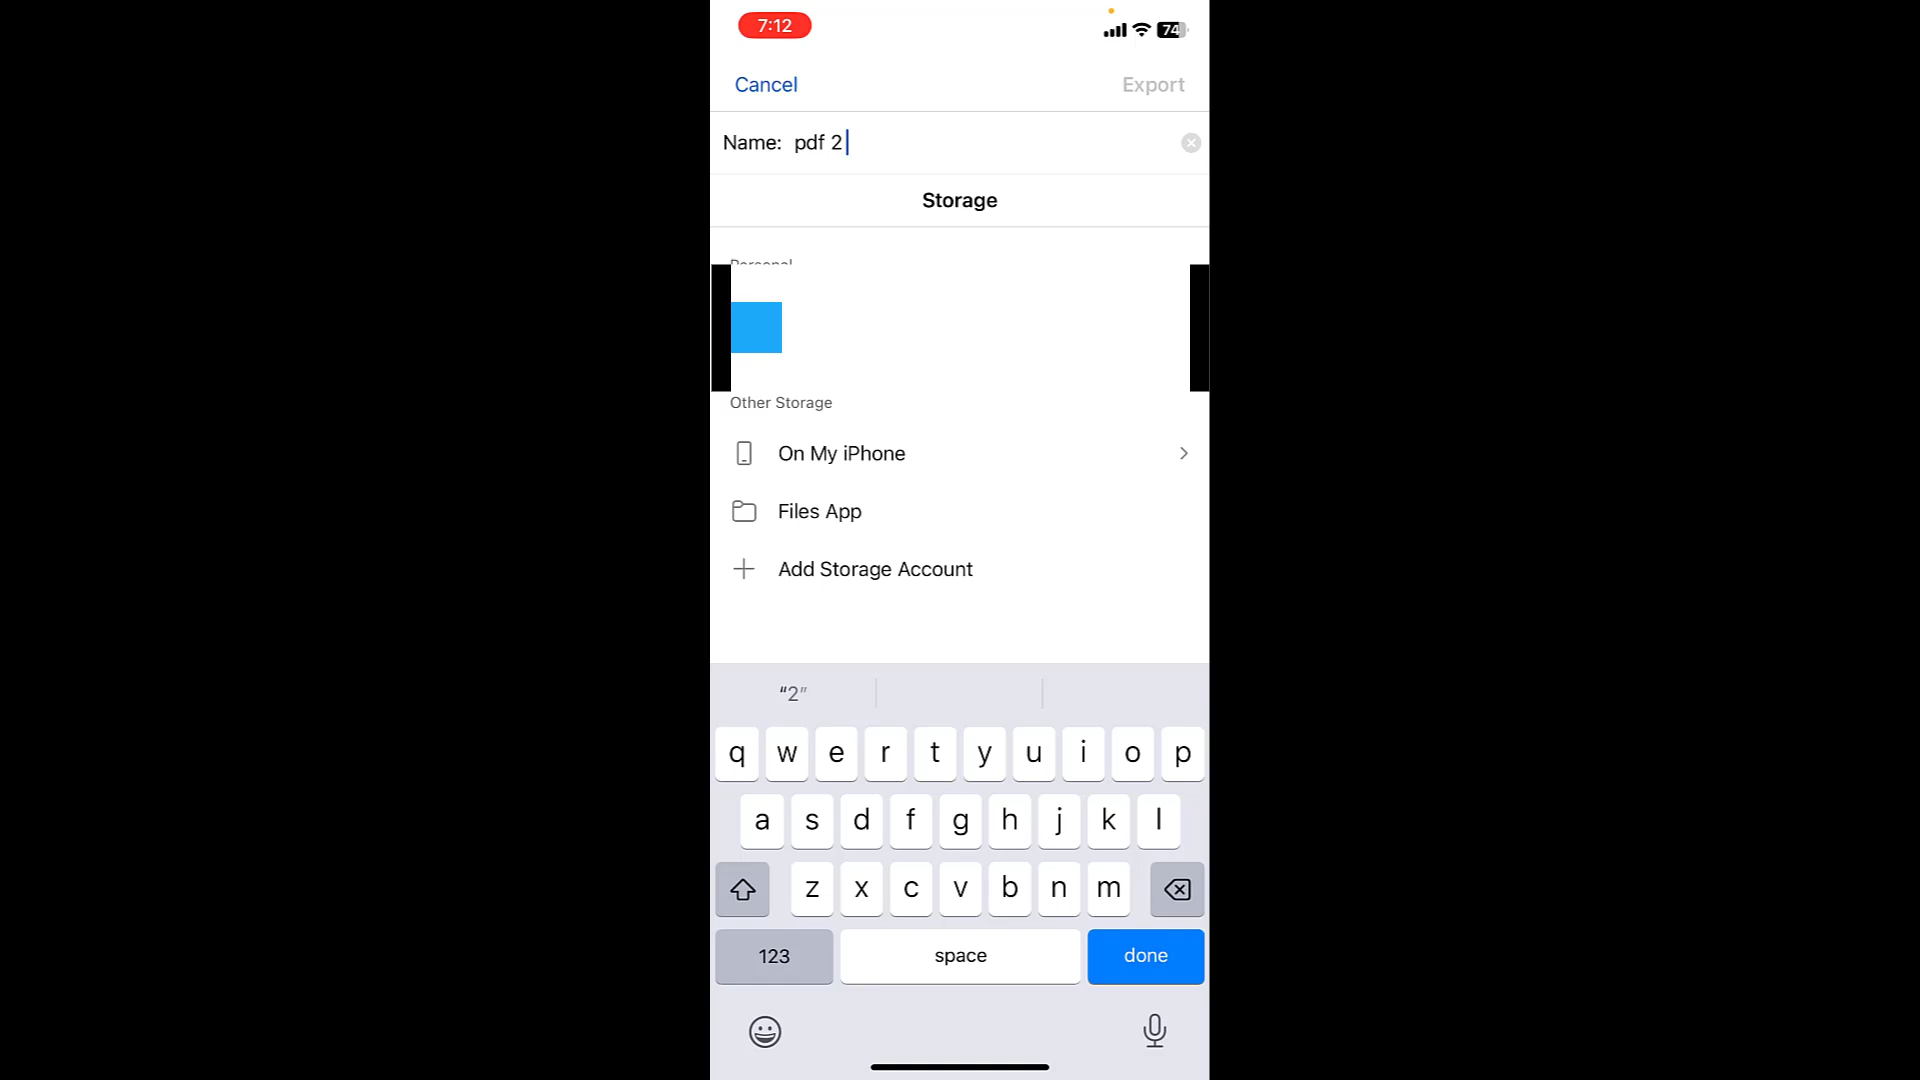 7:12
74
Cancel
Export
Name: pdf 2
Storage
Personal
Other Storage
On My iPhone
Files App
Add Storage Account
“2”
q w e r t y u i o p
a s d f g h j k l
z x c v b n m
123
space
done